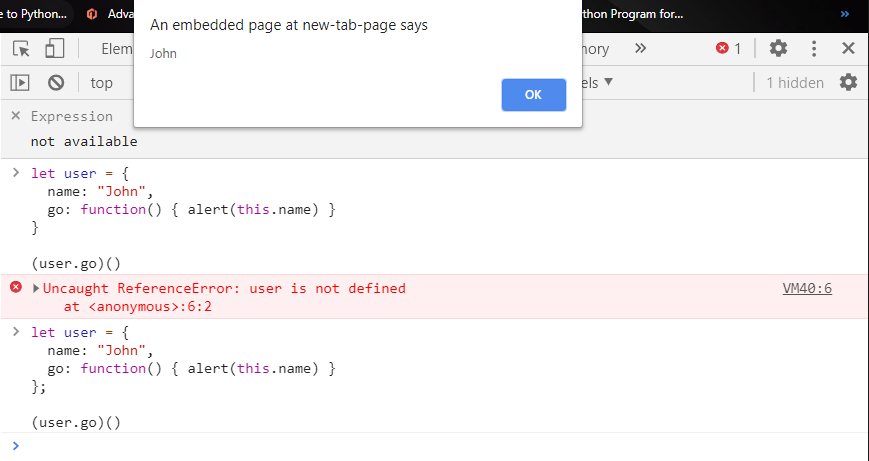 e to Python...
Adva
thon Program for...
»
An embedded page at new-tab-page says
John
OK
Elem
nory
»
1
top
els ▼
1 hidden
× Expression
not available
> let user = {
name: "John",
go: function() { alert(this.name) }
}
(user.go)()
Uncaught ReferenceError: user is not defined
VM40:6
at <anonymous>:6:2
> let user = {
name: "John",
go: function() { alert(this.name) }
};
(user.go)()
>